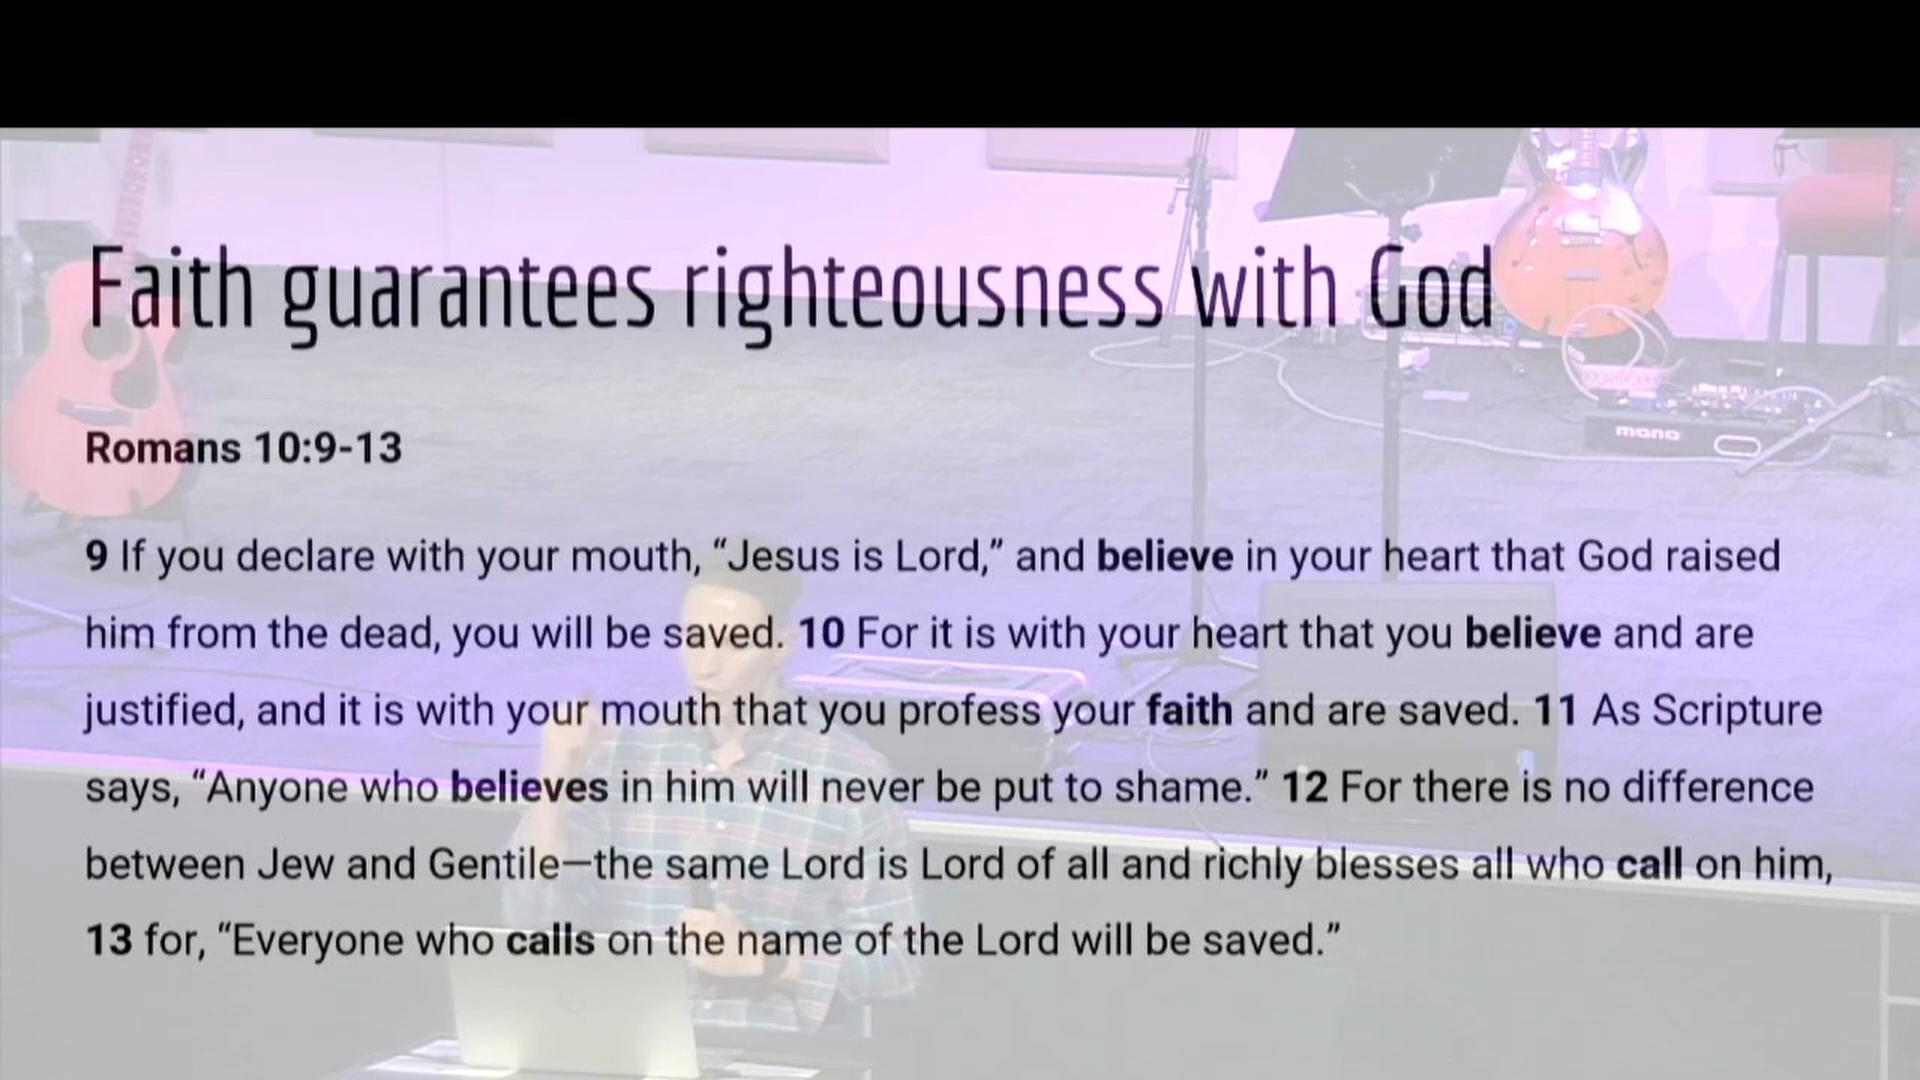 Faith guarantees righteousness with God
Romans 10:9-13
9 If you declare with your mouth, “Jesus is Lord,” and believe in your heart that God raised
him from the dead, you will be saved. 10 For it is with your heart that you believe and are
justified, and it is with your mouth that you profess your faith and are saved. 11 As Scripture
says, “Anyone who believes in him will never be put to shame.” 12 For there is no difference
between Jew and Gentile—the same Lord is Lord of all and richly blesses all who call on him,
13 for, “Everyone who calls on the name of the Lord will be saved.”
mono